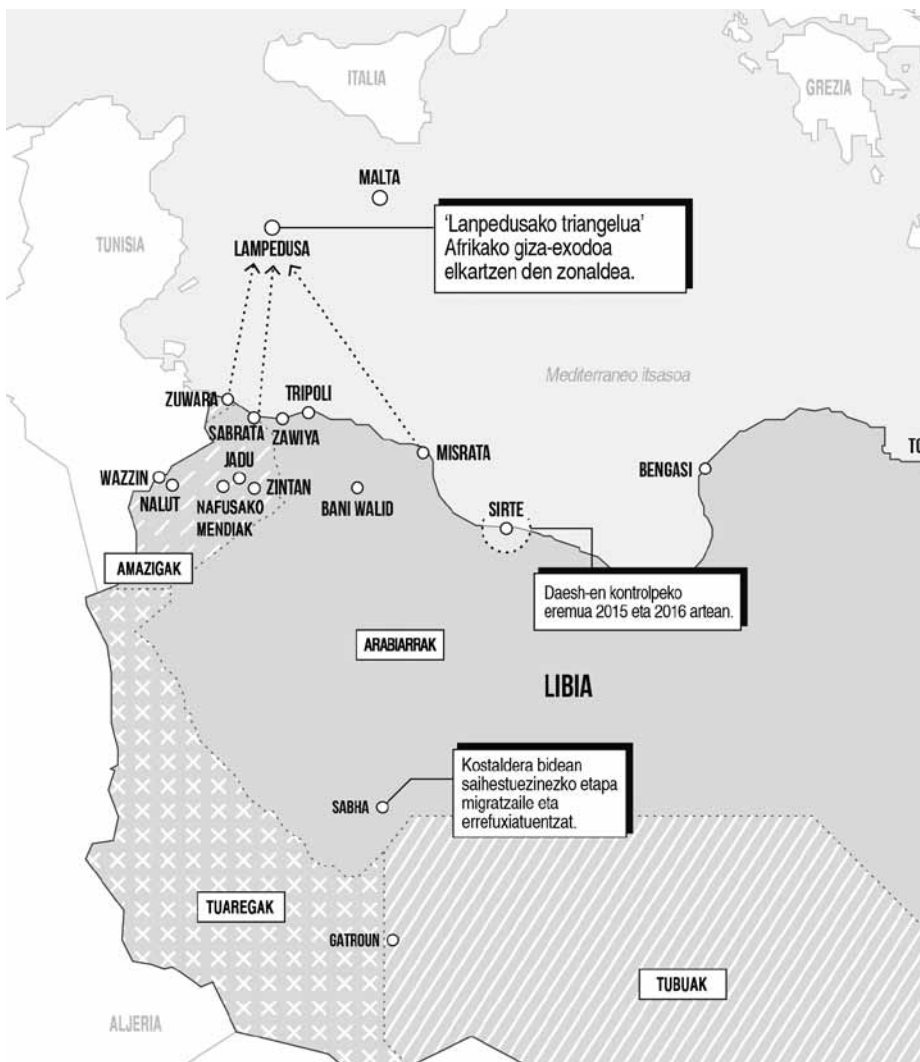 ITALIA
GREZIA
MALTA
TUNISIA
LAMPEDUSA
‘Lanpedusako triangelua’
Afrikako giza-exodoa
elkartzen den zonaldea.
Mediterraneo itsasoa
ZUWARA
TRIPOLI
SABRATA
ZAWIYA
MISRATA
BENGASI
TO
WAZZIN
JADU
NALUT
NAFUSAKO
MENDIAK
ZINTAN
BANI WALID
SIRTE
AMAZIGAK
Daesh-en kontrolpeko
eremua 2015 eta 2016 artean.
ARABIARRAK
LIBIA
Kostaldera bidean
saihestuezinezko etapa
migratzaile eta
errefuxiatuentzat.
SABHA
TUAREGAK
GATROUN
TUBUAK
ALJERIA